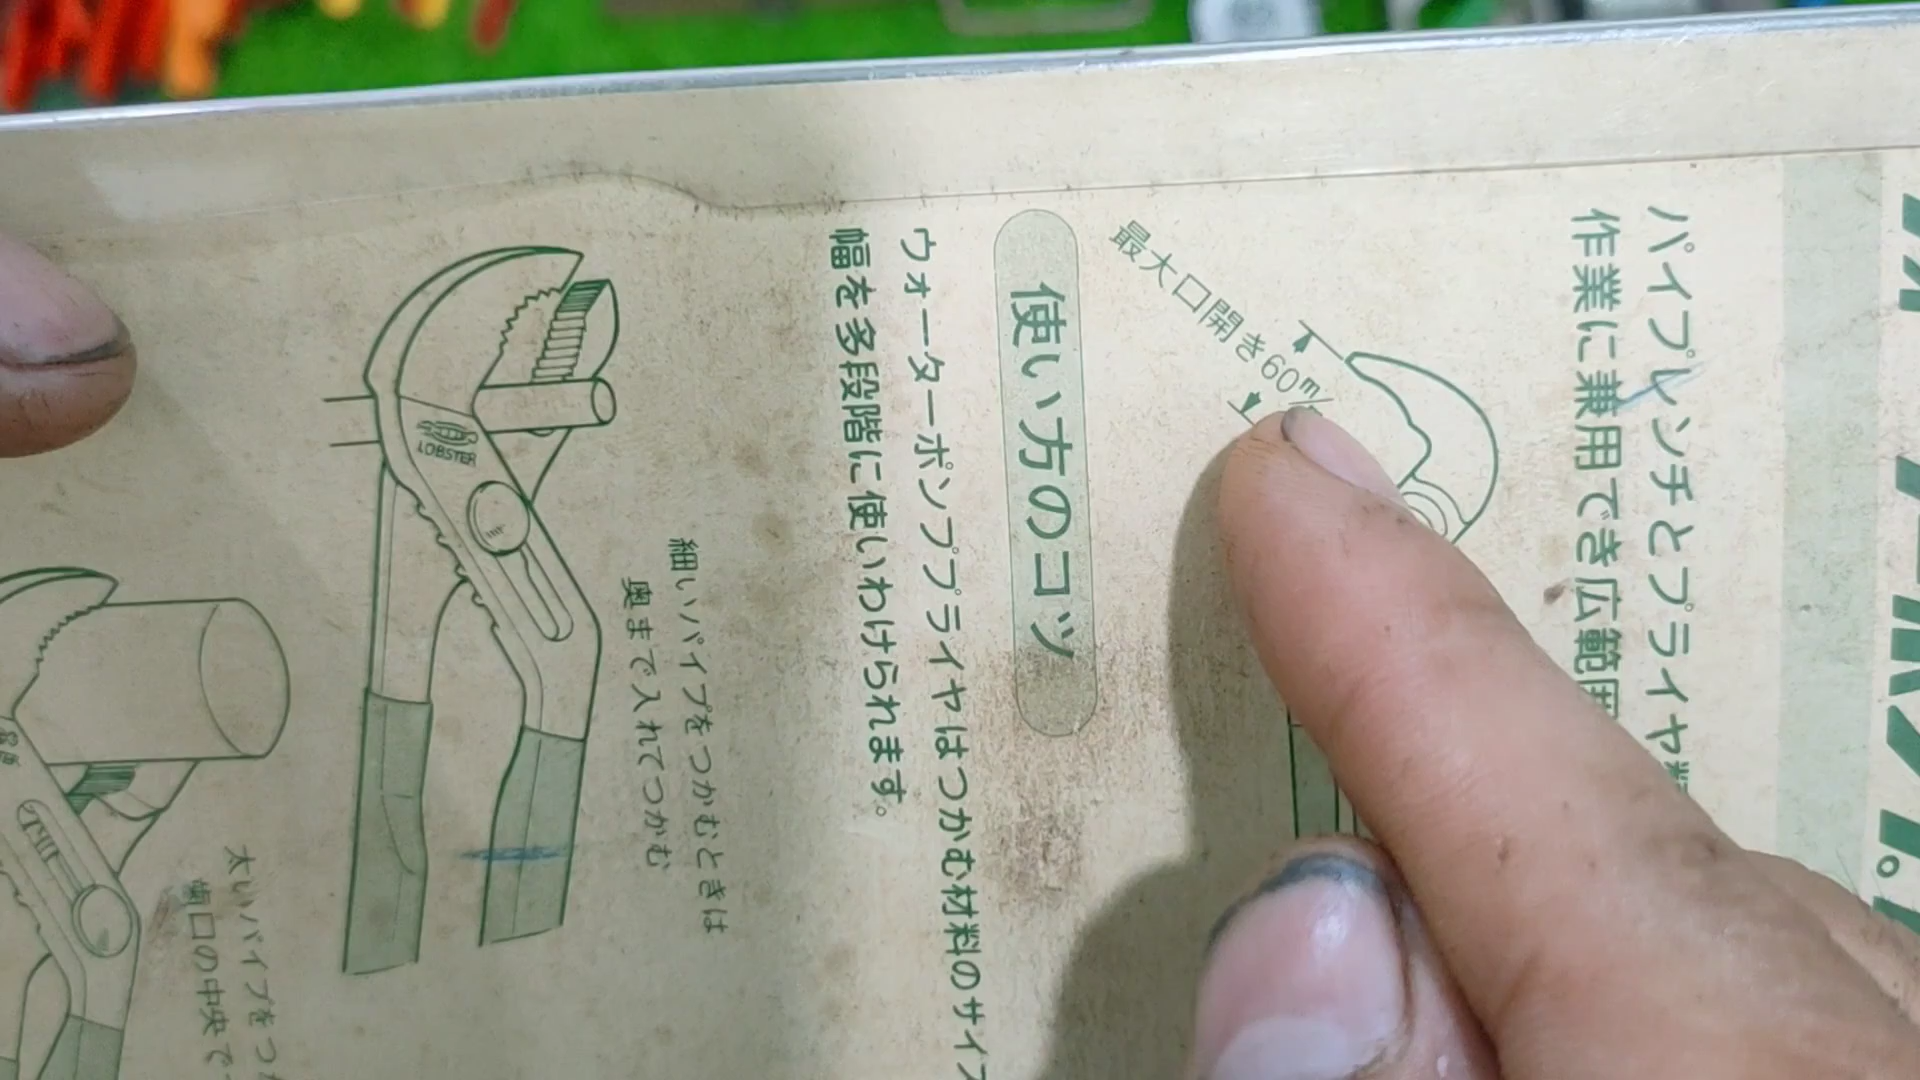 パイプレンチとプライヤ
作業に兼用でき広範囲
最大口開き60m/
使い方のコツ
ウォーターポンププライヤはつかむ材料のサイズ
幅を多段階に使いわけられます。
細いパイプをつかむときは
奥まで入れてつかむ
LOBSTER
太いパイプをつ
歯口の中央で